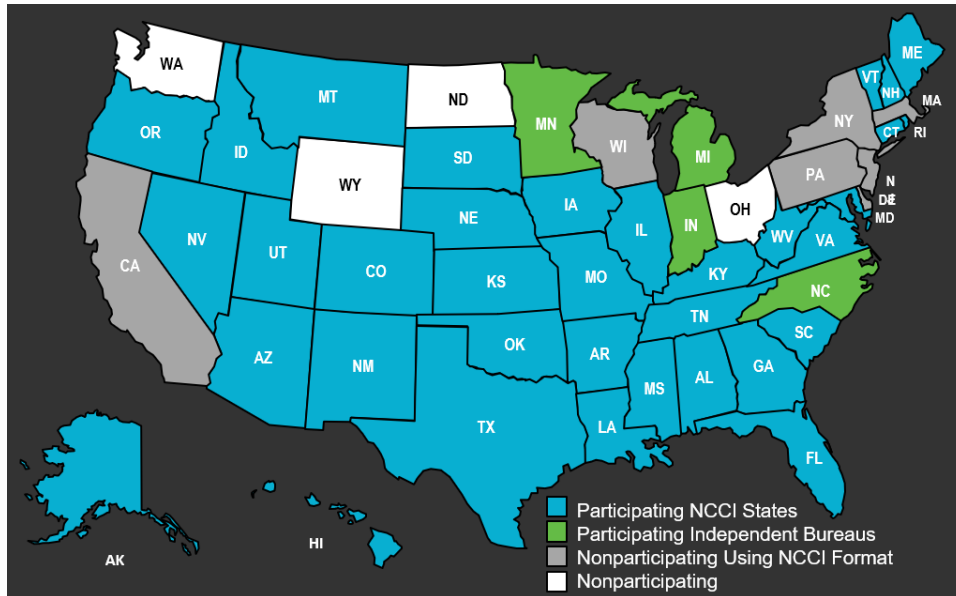 WA
MT
ND
MN
ME
VT
NH
MA
OR
ID
SD
WI
NY
CT
RI
MI
WY
PA
N
J
DE
MD
IA
NE
OH
NV
UT
IL
IN
WV
VA
CO
CA
KS
MO
KY
NC
TN
OK
AR
SC
AZ
NM
MS
AL
GA
TX
LA
FL
Participating NCCI States
Participating Independent Bureaus
HI
AK
Nonparticipating Using NCCI Format
Nonparticipating